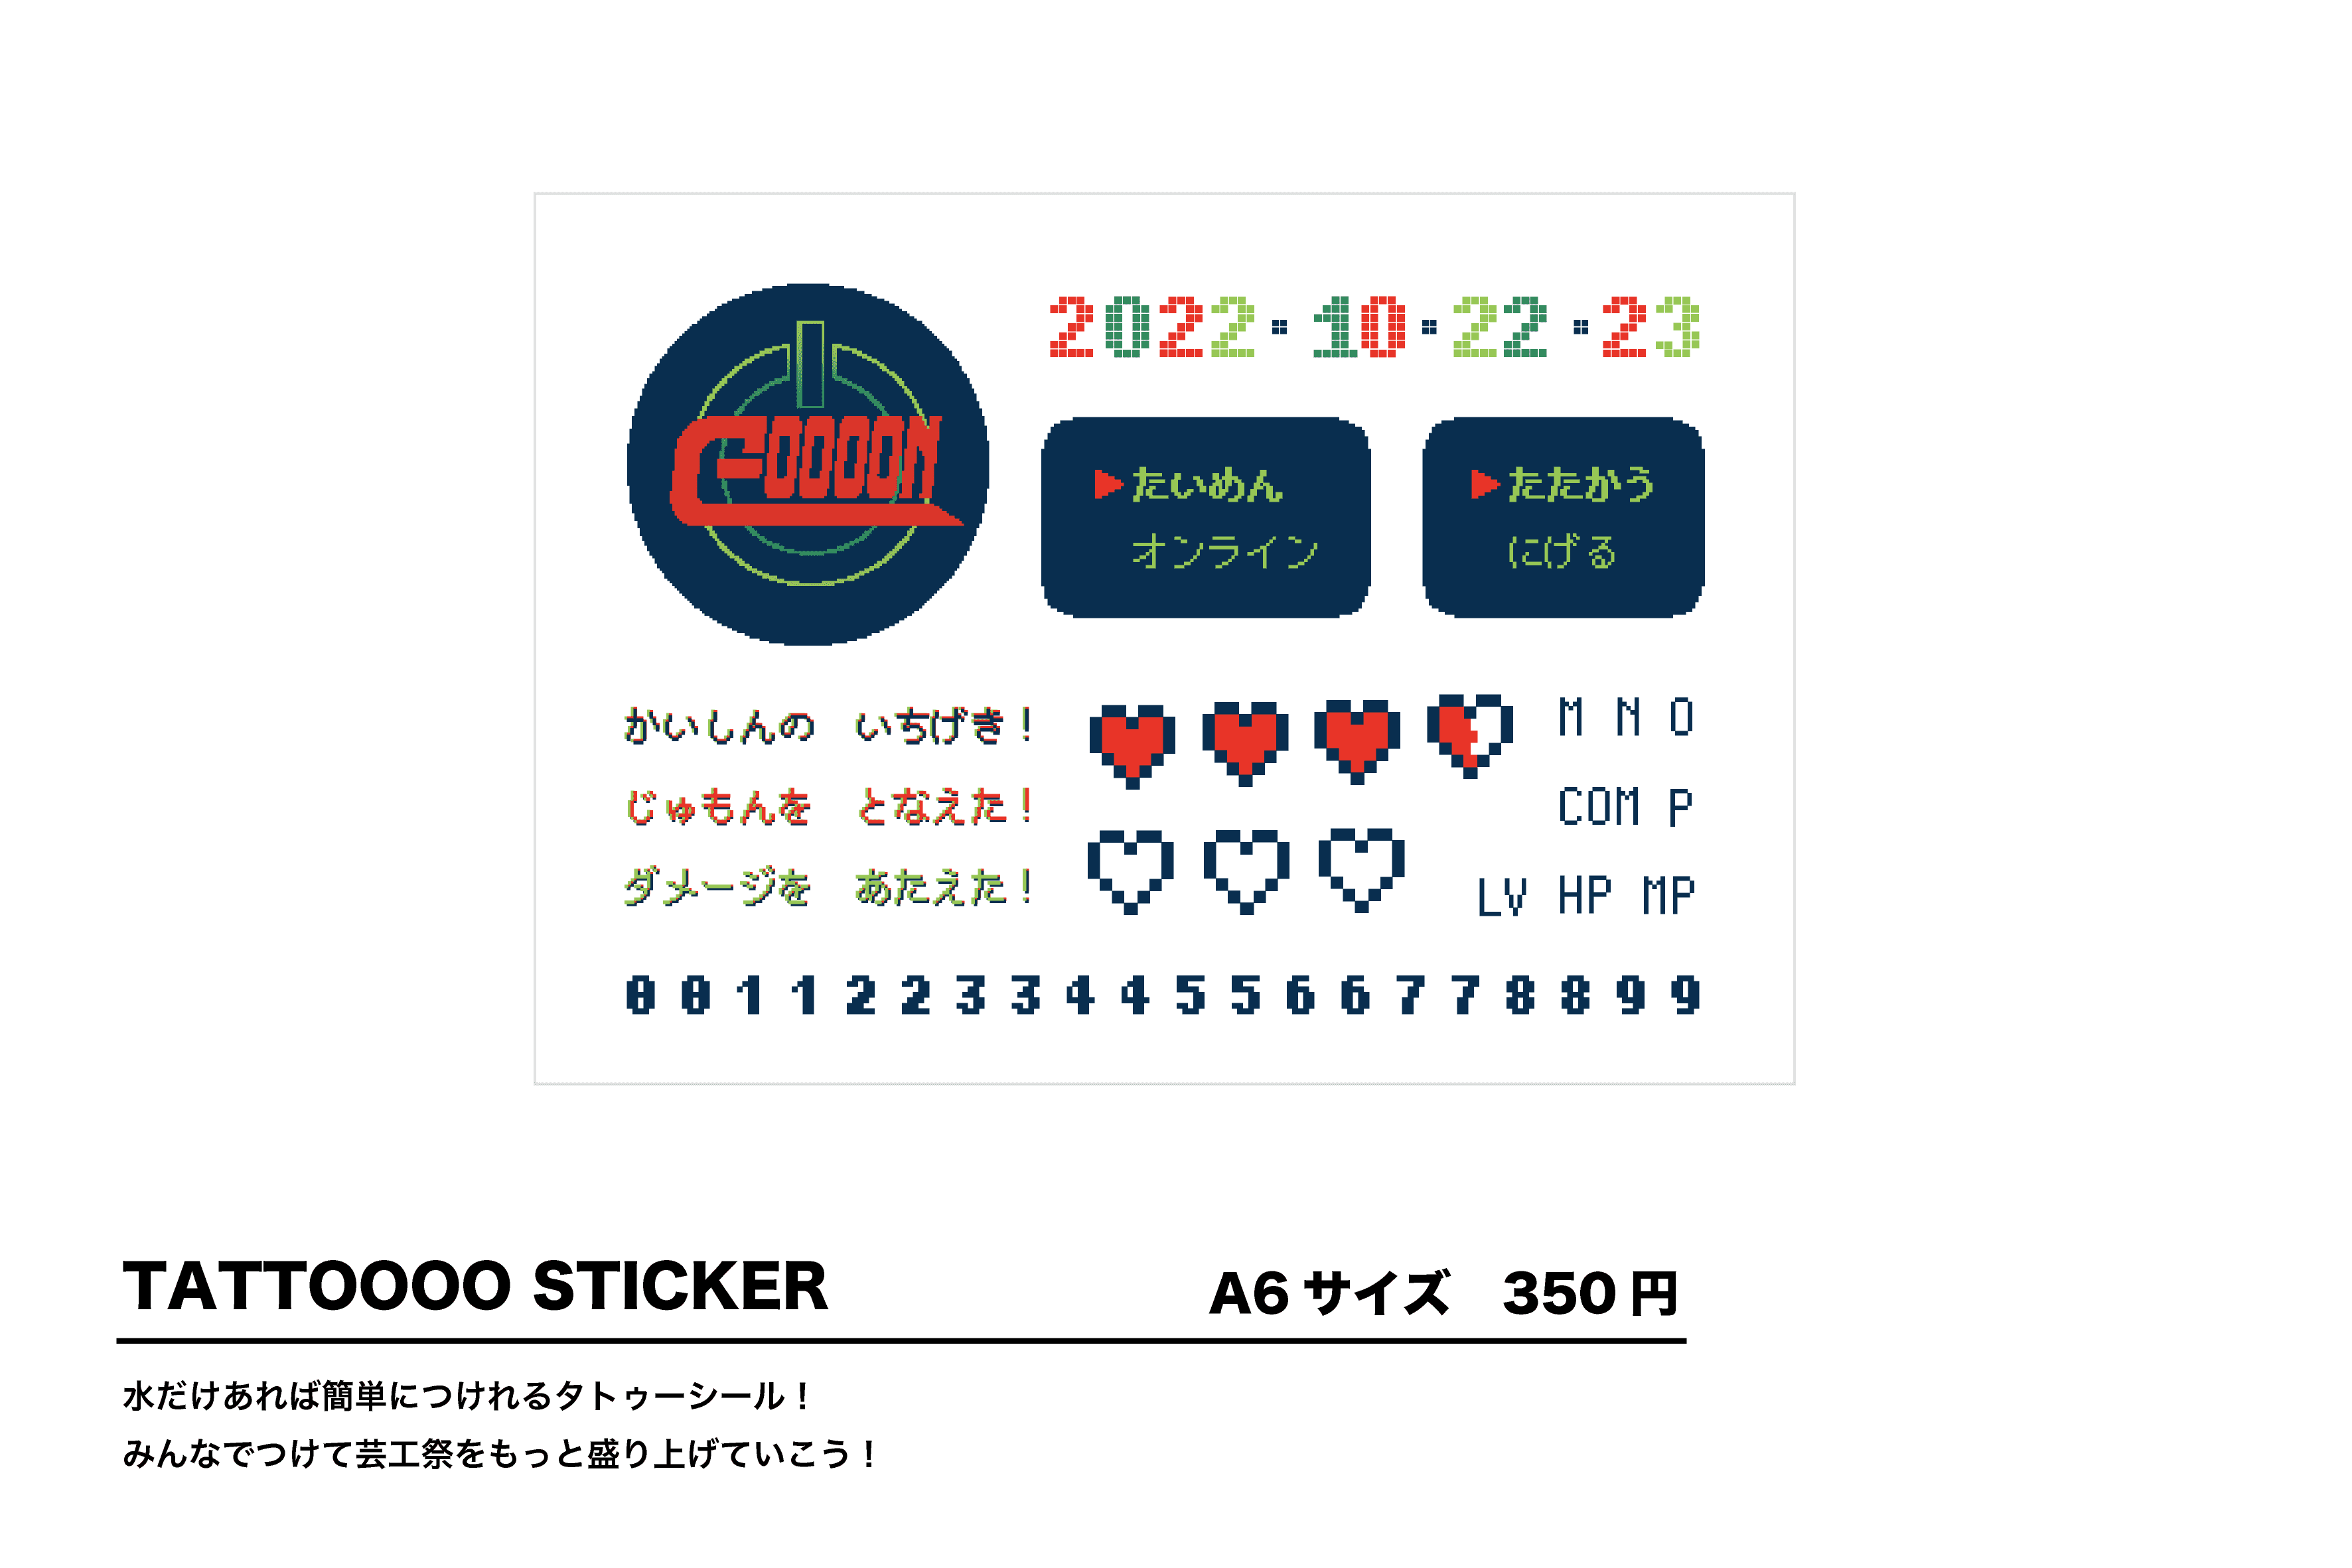 2022·10·22·23
CDOOON
▶たいめん
オンライン
▶たたかう
にげる
かいしんの　いちげき！
じゅもんを　となえた！
ダメージを　あたえた！
M N O
COM P
LV HP MP
0 0 1 1 2 2 3 3 4 4 5 5 6 6 7 7 8 8 9 9
TATTOOOO STICKER
A6 サイズ　350 円
水だけあれば簡単につけれるタトゥーシール！
みんなでつけて芸工祭をもっと盛り上げていこう！